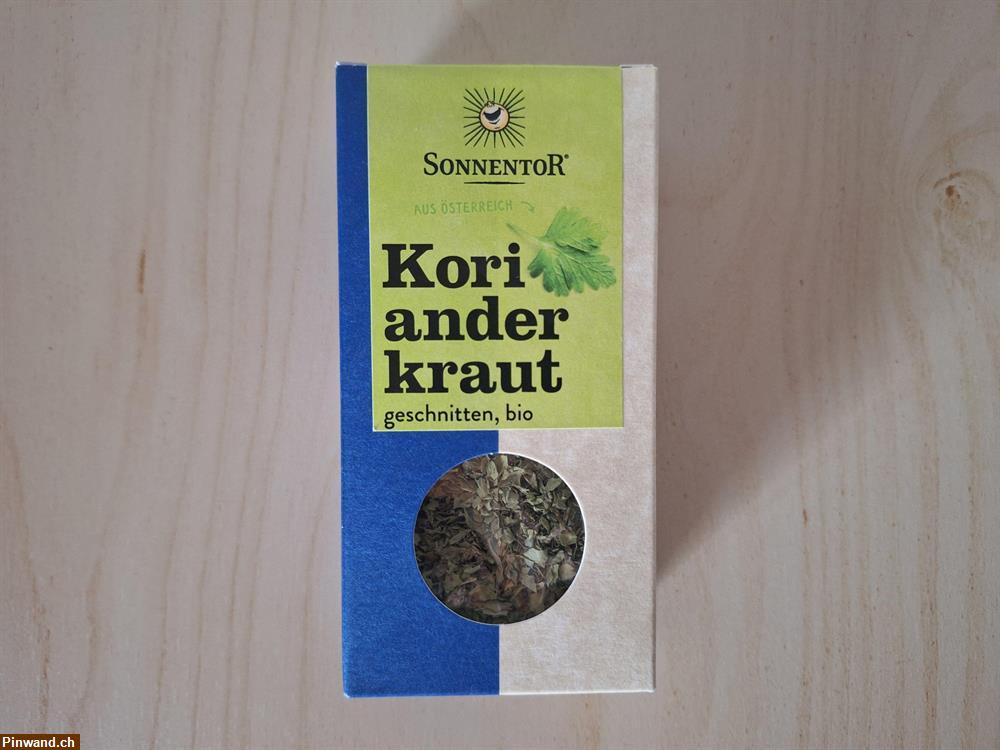 SONNENTOR®
AUS ÖSTERREICH
Kori
ander
kraut
geschnitten, bio
Pinwand.ch